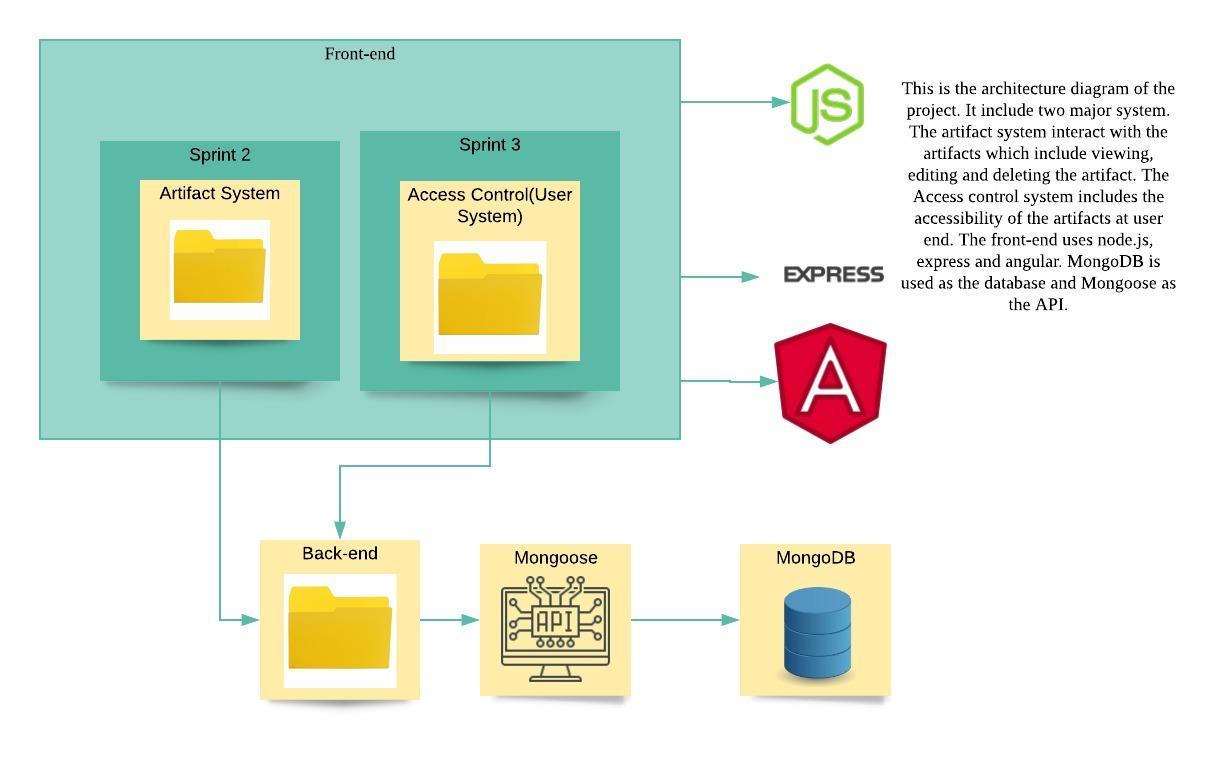 Front-end
Sprint 2
Artifact System
Sprint 3
Access Control(User
System)
JS
EXPRESS
A
This is the architecture diagram of the
project. It include two major system.
The artifact system interact with the
artifacts which include viewing,
editing and deleting the artifact. The
Access control system includes the
accessibility of the artifacts at user
end. The front-end uses node.js,
express and angular. MongoDB is
used as the database and Mongoose as
the API.
Back-end
Mongoose
API
MongoDB